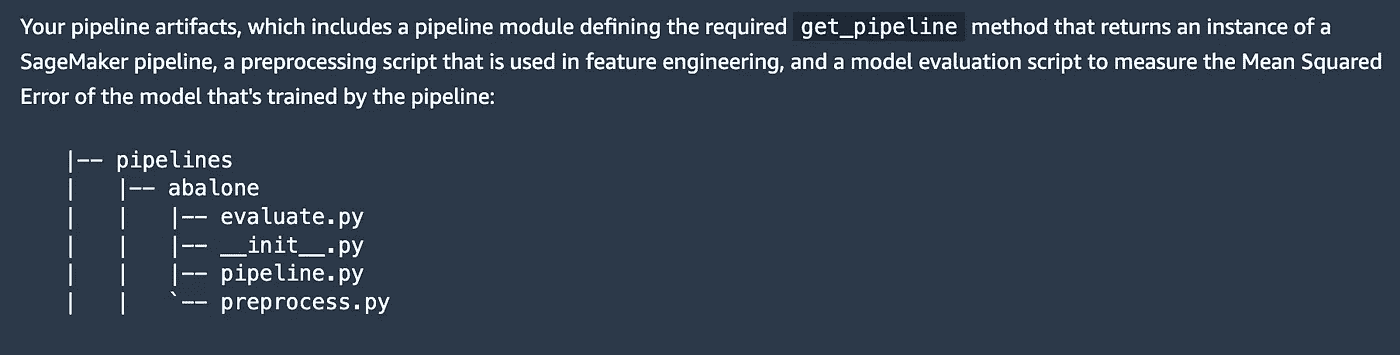 Your pipeline artifacts, which includes a pipeline module defining the required get_pipeline method that returns an instance of a
SageMaker pipeline, a preprocessing script that is used in feature engineering, and a model evaluation script to measure the Mean Squared
Error of the model that's trained by the pipeline:
|-- pipelines
|   |-- abalone
|   |   |-- evaluate.py
|   |   |-- __init__.py
|   |   |-- pipeline.py
|   |   `-- preprocess.py